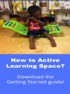 New to Active
Learning Space?
Download the
Getting Started guide!